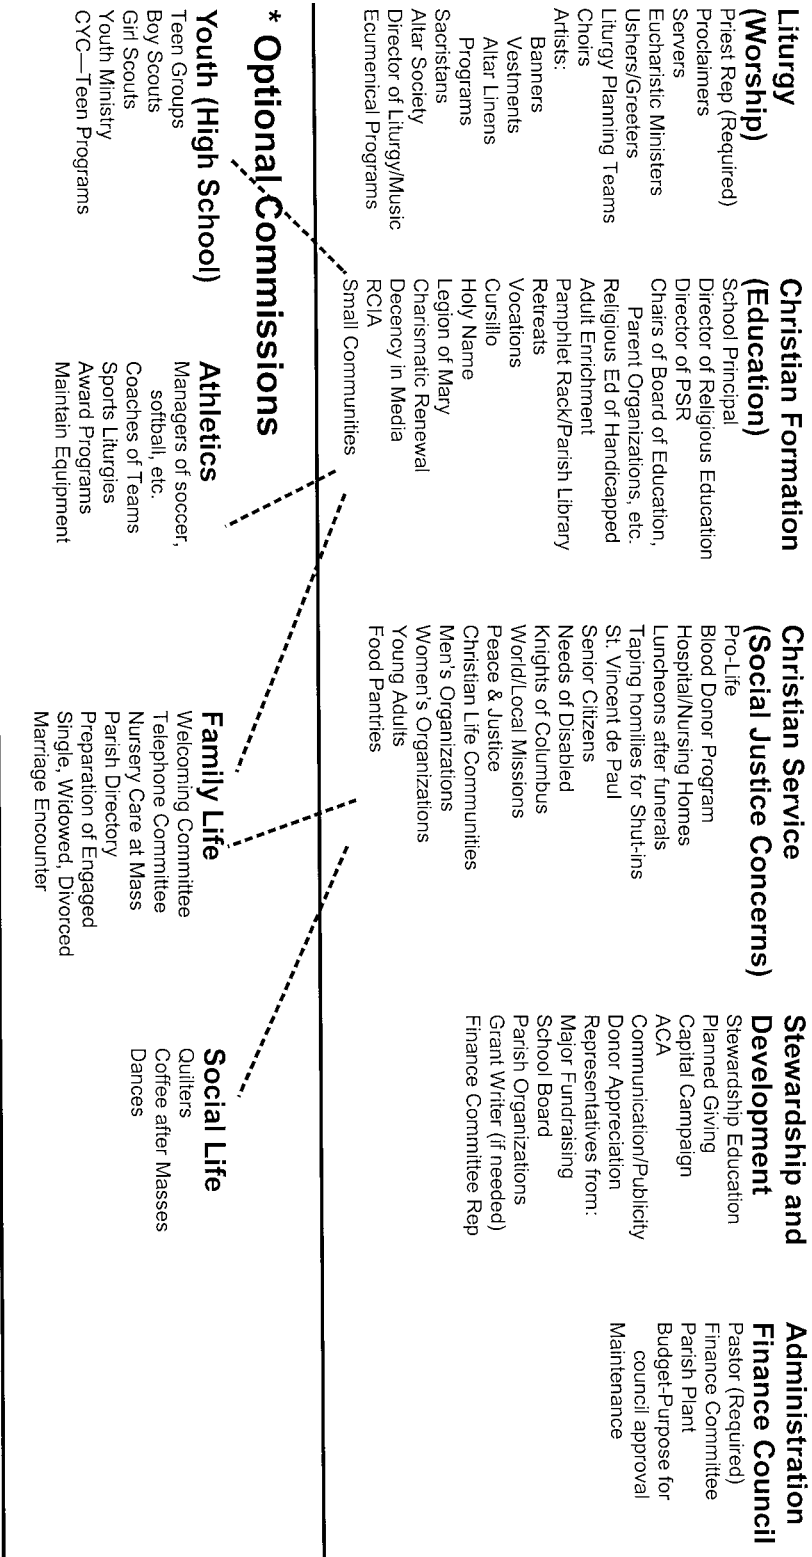 Liturgy
(Worship)
Priest Rep (Required)
Proclaimers
Servers
Eucharistic Ministers
Ushers/Greeters
Liturgy Planning Teams
Choirs
Artists:
Banners
Vestments
Altar Linens
Programs
Sacristans
Altar Society
Director of Liturgy/Music
Ecumenical Programs
Christian Formation
(Education)
School Principal
Director of Religious Education
Director of PSR
Chairs of Board of Education,
Parent Organizations, etc.
Religious Ed of Handicapped
Adult Enrichment
Pamphlet Rack/Parish Library
Retreats
Vocations
Cursillo
Holy Name
Legion of Mary
Charismatic Renewal
Decency in Media
RCIA
Small Communities
Christian Service
(Social Justice Concerns)
Pro-Life
Blood Donor Program
Hospital/Nursing Homes
Luncheons after funerals
Taping homilies for Shut-ins
St. Vincent de Paul
Senior Citizens
Needs of Disabled
Knights of Columbus
World/Local Missions
Peace & Justice
Christian Life Communities
Men's Organizations
Women's Organizations
Young Adults
Food Pantries
Stewardship and
Development
Stewardship Education
Planned Giving
Capital Campaign
ACA
Communication/Publicity
Donor Appreciation
Representatives from:
Major Fundraising
School Board
Parish Organizations
Grant Writer (if needed)
Finance Committee Rep
Administration
Finance Council
Pastor (Required)
Finance Committee
Parish Plant
Budget-Purpose for
council approval
Maintenance
* Optional Commissions
Youth (High School)
Teen Groups
Boy Scouts
Girl Scouts
Youth Ministry
CYC—Teen Programs
Athletics
Managers of soccer,
softball, etc.
Coaches of Teams
Sports Liturgies
Award Programs
Maintain Equipment
Family Life
Welcoming Committee
Telephone Committee
Nursery Care at Mass
Parish Directory
Preparation of Engaged
Single, Widowed, Divorced
Marriage Encounter
Social Life
Quilters
Coffee after Masses
Dances